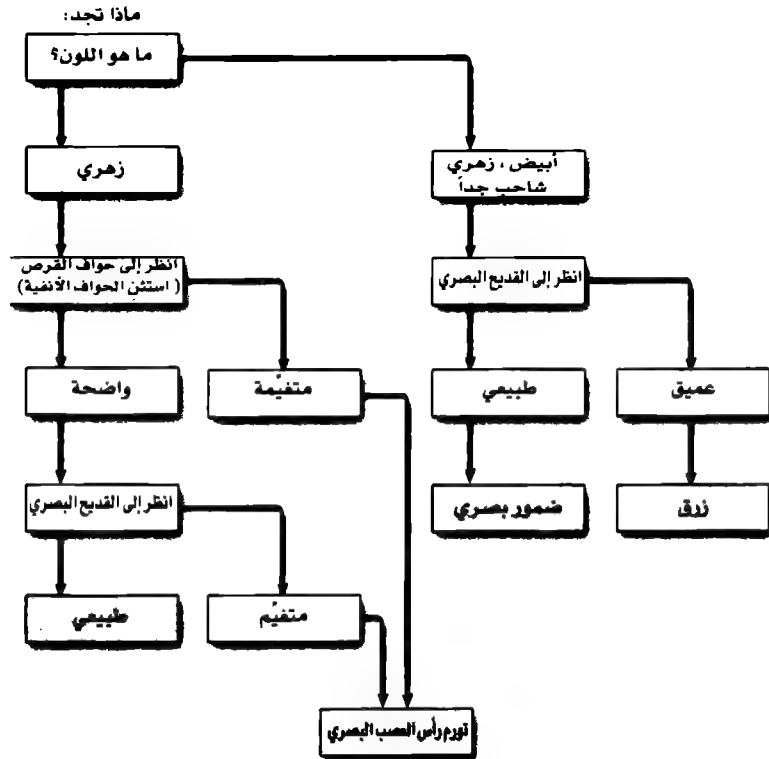 ماذا تجد:
ما هو اللون؟
زهري
أبيض ، زهري
شاحب جداً
انظر إلى حواف القرص
( استثن الحواف الأنفية)
انظر إلى القديح البصري
واضحة
متغيِّمة
طبيعي
عميق
انظر إلى القديح البصري
ضمور بصري
زرق
طبيعي
متغيِّم
تورم رأس العصب البصري